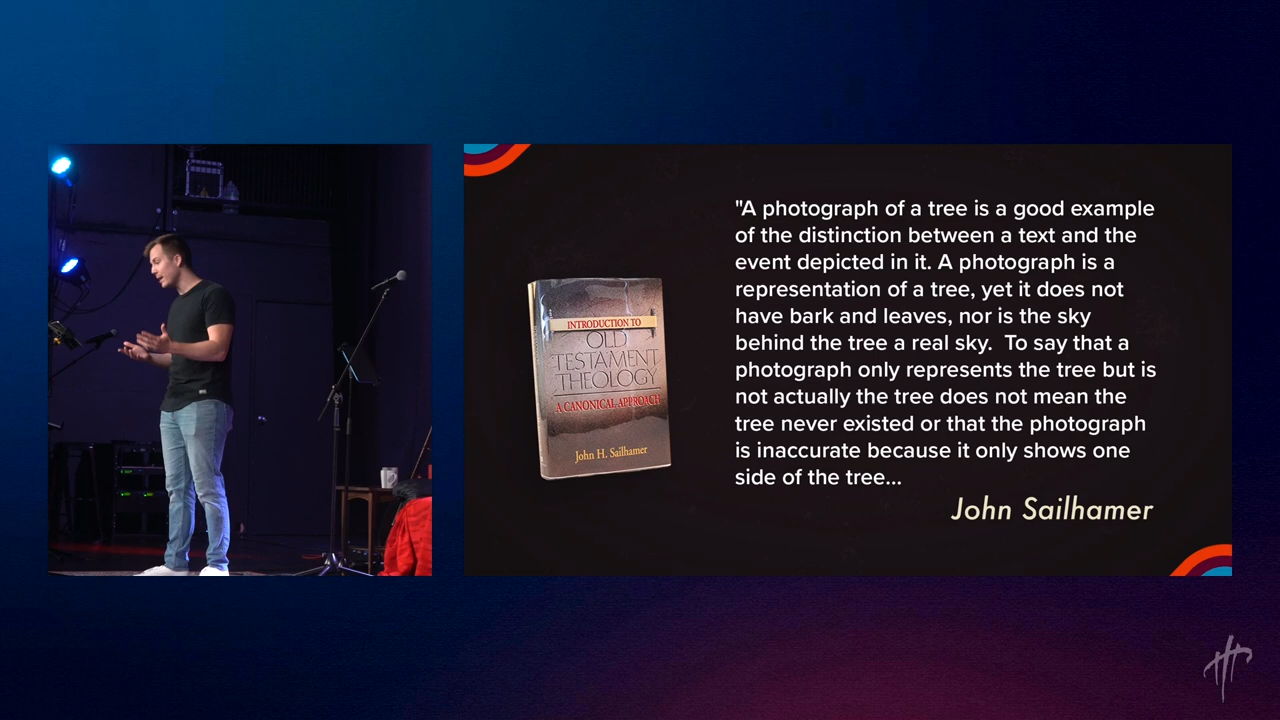 "A photograph of a tree is a good example
of the distinction between a text and the
event depicted in it. A photograph is a
representation of a tree, yet it does not
have bark and leaves, nor is the sky
behind the tree a real sky.  To say that a
photograph only represents the tree but is
not actually the tree does not mean the
tree never existed or that the photograph
is inaccurate because it only shows one
side of the tree...
John Sailhamer
INTRODUCTION TO
OLD
TESTAMENT
THEOLOGY
A CANONICAL APPROACH
John H. Sailhamer